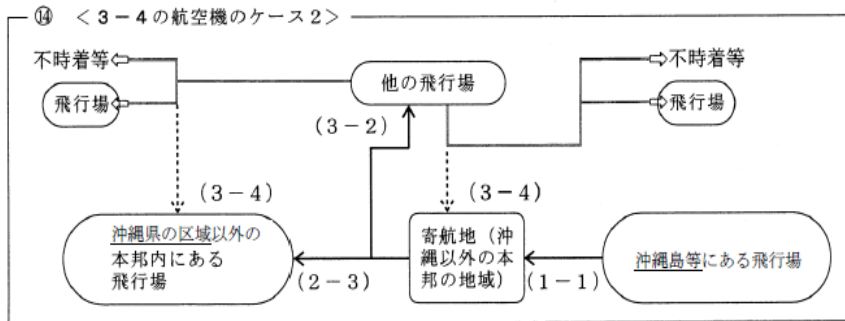 ⑭ <3-4の航空機のケース2>
不時着等
飛行場
他の飛行場
不時着等
飛行場
(3-2)
(3-4)
(3-4)
沖縄県の区域以外の
本邦内にある
飛行場
(2-3)
寄航地(沖
縄以外の本
邦の地域)
(1-1)
沖縄島等にある飛行場